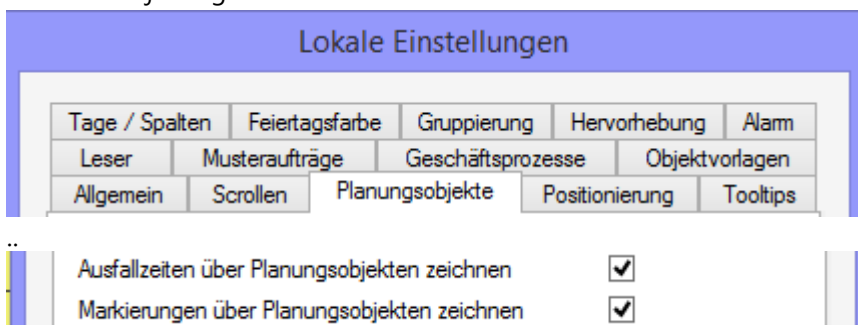 Lokale Einstellungen
Tage / Spalten Feiertagsfarbe Gruppierung Hervorhebung Alarm
Leser Musteraufträge Geschäftsprozesse Objektvorlagen
Allgemein Scrollen Planungsobjekte Positionierung Tooltips
..
Ausfallzeiten über Planungsobjekten zeichnen
Markierungen über Planungsobjekten zeichnen